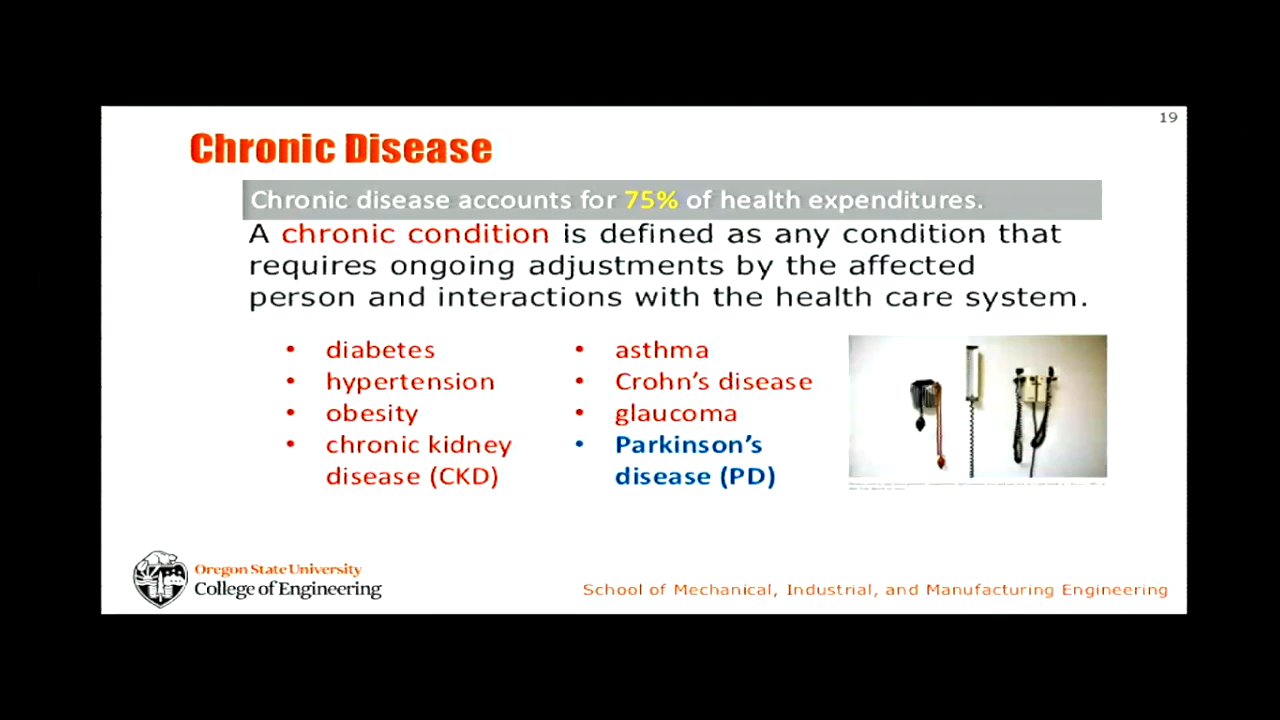 19
Chronic Disease
Chronic disease accounts for 75% of health expenditures.
A chronic condition is defined as any condition that
requires ongoing adjustments by the affected
person and interactions with the health care system.
• diabetes
• hypertension
• obesity
• chronic kidney
disease (CKD)
• asthma
• Crohn's disease
• glaucoma
• Parkinson's
disease (PD)
Oregon State University
College of Engineering
School of Mechanical, Industrial, and Manufacturing Engineering